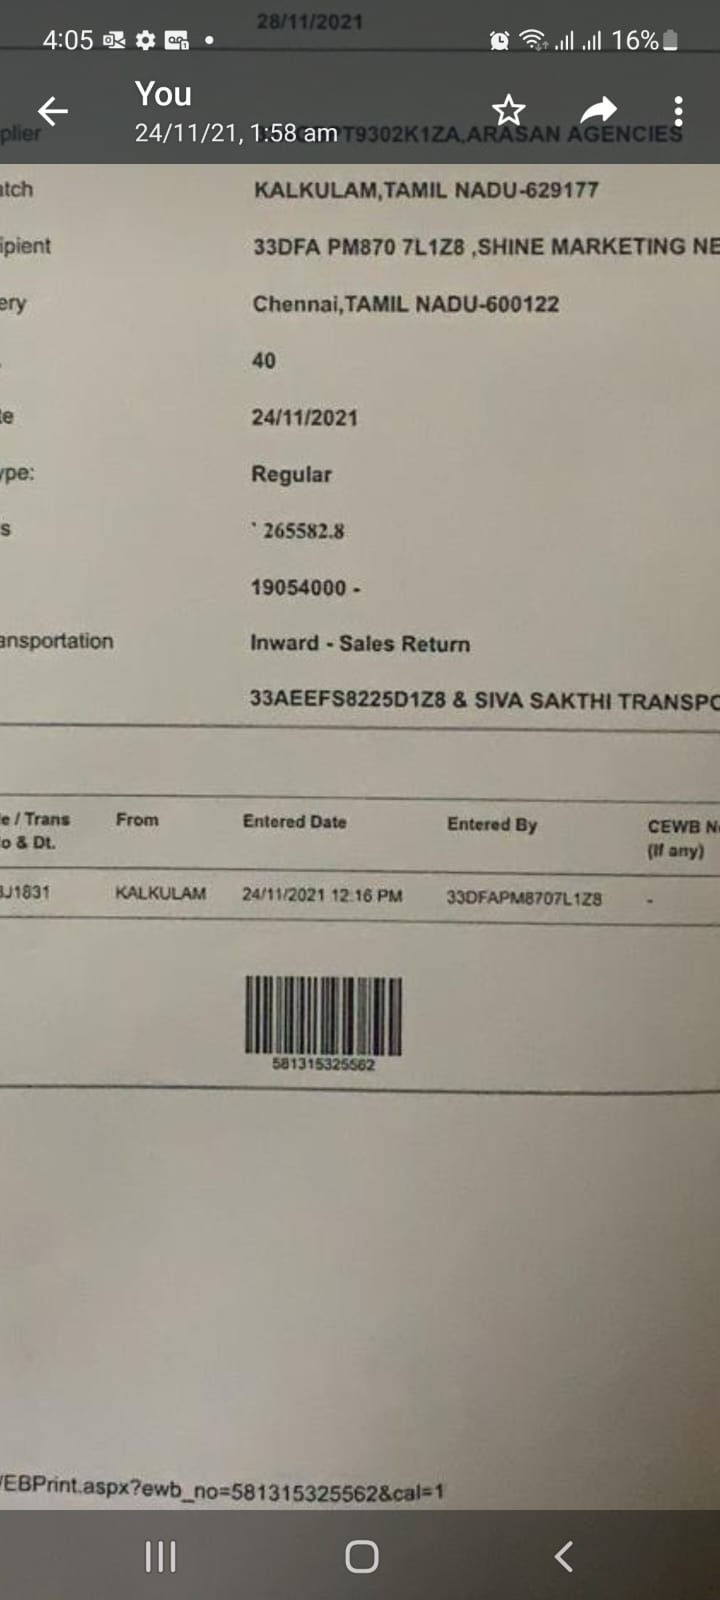 28/11/2021
4:05 16%
You
24/11/21, 1:58 am
plier T9302K1ZA,ARASAN AGENCIES
atch KALKULAM,TAMIL NADU-629177
ipient 33DFA PM870 7L1Z8 ,SHINE MARKETING NE
ery Chennai,TAMIL NADU-600122
40
te 24/11/2021
ype: Regular
s ` 265582.8
19054000 -
ansportation Inward - Sales Return
33AEEFS8225D1Z8 & SIVA SAKTHI TRANSPO
e / Trans From Entered Date Entered By CEWB No
o & Dt. (If any)
BJ1831 KALKULAM 24/11/2021 12:16 PM 33DFAPM8707L1Z8 -
581315325562
/EBPrint.aspx?ewb_no=581315325562&cal=1